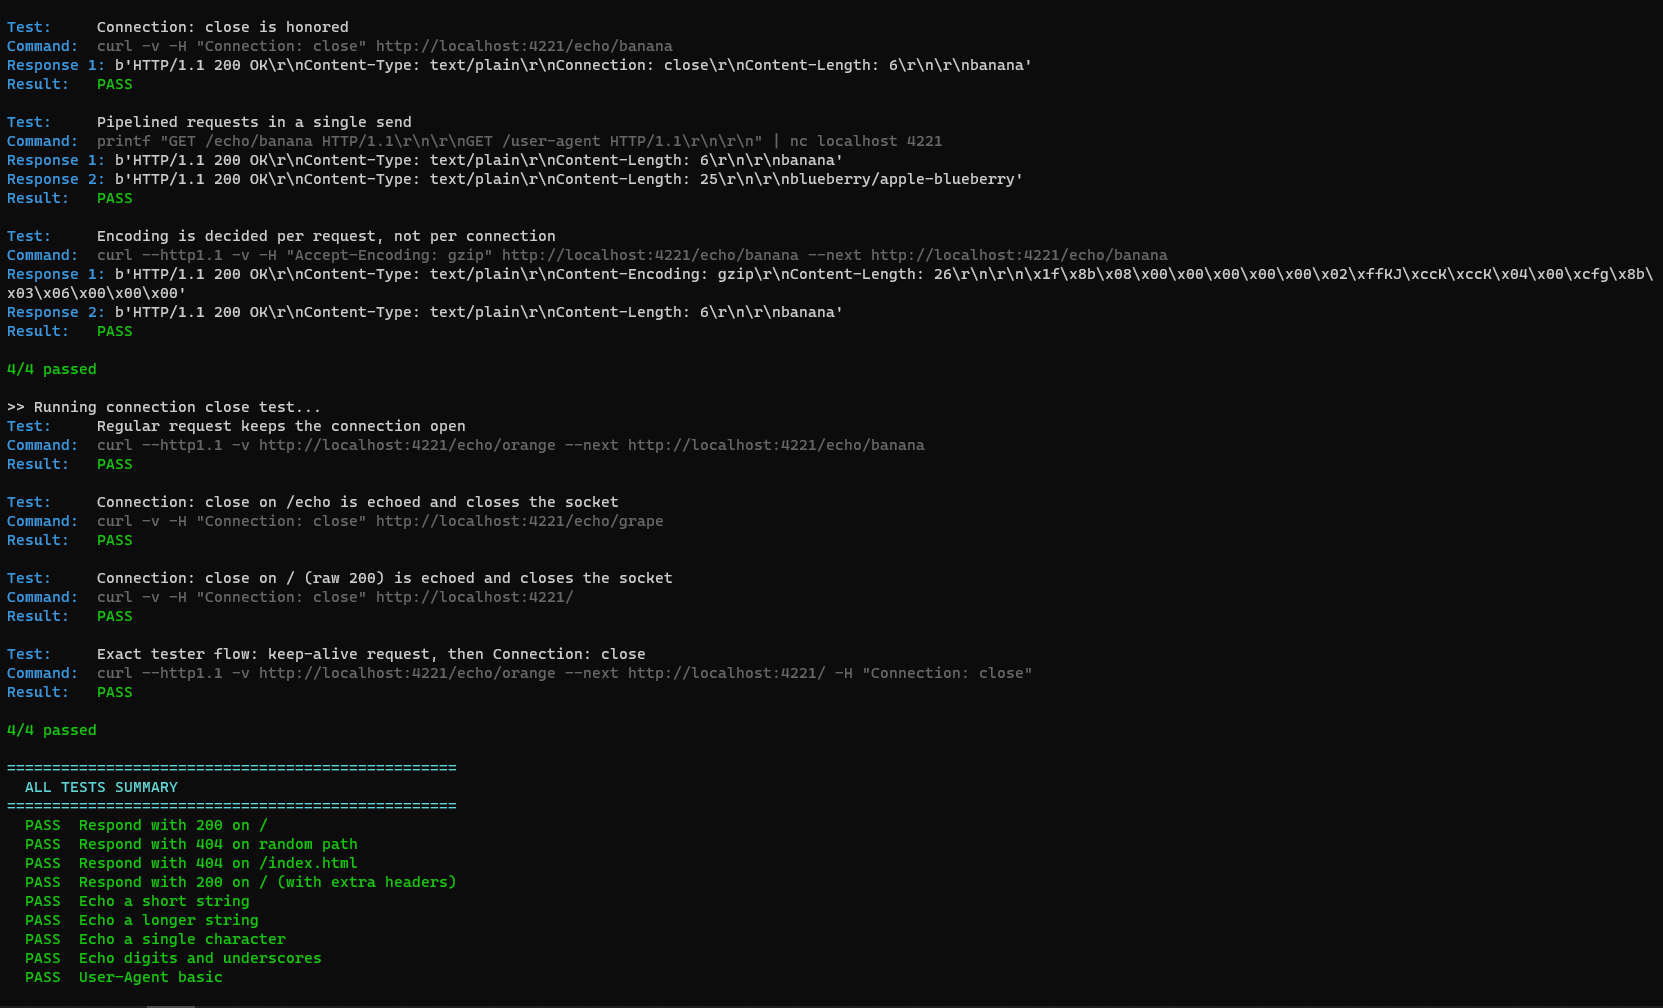 Test:     Connection: close is honored
Command:  curl -v -H "Connection: close" http://localhost:4221/echo/banana
Response 1: b'HTTP/1.1 200 OK\r\nContent-Type: text/plain\r\nConnection: close\r\nContent-Length: 6\r\n\r\nbanana'
Result:   PASS

Test:     Pipelined requests in a single send
Command:  printf "GET /echo/banana HTTP/1.1\r\n\r\nGET /user-agent HTTP/1.1\r\n\r\n" | nc localhost 4221
Response 1: b'HTTP/1.1 200 OK\r\nContent-Type: text/plain\r\nContent-Length: 6\r\n\r\nbanana'
Response 2: b'HTTP/1.1 200 OK\r\nContent-Type: text/plain\r\nContent-Length: 25\r\n\r\nblueberry/apple-blueberry'
Result:   PASS

Test:     Encoding is decided per request, not per connection
Command:  curl --http1.1 -v -H "Accept-Encoding: gzip" http://localhost:4221/echo/banana --next http://localhost:4221/echo/banana
Response 1: b'HTTP/1.1 200 OK\r\nContent-Type: text/plain\r\nContent-Encoding: gzip\r\nContent-Length: 26\r\n\r\n\x1f\x8b\x08\x00\x00\x00\x00\x00\x02\xffKJ\xccK\xccK\x04\x00\xcfg\x8b\
x03\x06\x00\x00\x00'
Response 2: b'HTTP/1.1 200 OK\r\nContent-Type: text/plain\r\nContent-Length: 6\r\n\r\nbanana'
Result:   PASS

4/4 passed

>> Running connection close test...
Test:     Regular request keeps the connection open
Command:  curl --http1.1 -v http://localhost:4221/echo/orange --next http://localhost:4221/echo/banana
Result:   PASS

Test:     Connection: close on /echo is echoed and closes the socket
Command:  curl -v -H "Connection: close" http://localhost:4221/echo/grape
Result:   PASS

Test:     Connection: close on / (raw 200) is echoed and closes the socket
Command:  curl -v -H "Connection: close" http://localhost:4221/
Result:   PASS

Test:     Exact tester flow: keep-alive request, then Connection: close
Command:  curl --http1.1 -v http://localhost:4221/echo/orange --next http://localhost:4221/ -H "Connection: close"
Result:   PASS

4/4 passed

==================================================
  ALL TESTS SUMMARY
==================================================
  PASS  Respond with 200 on /
  PASS  Respond with 404 on random path
  PASS  Respond with 404 on /index.html
  PASS  Respond with 200 on / (with extra headers)
  PASS  Echo a short string
  PASS  Echo a longer string
  PASS  Echo a single character
  PASS  Echo digits and underscores
  PASS  User-Agent basic